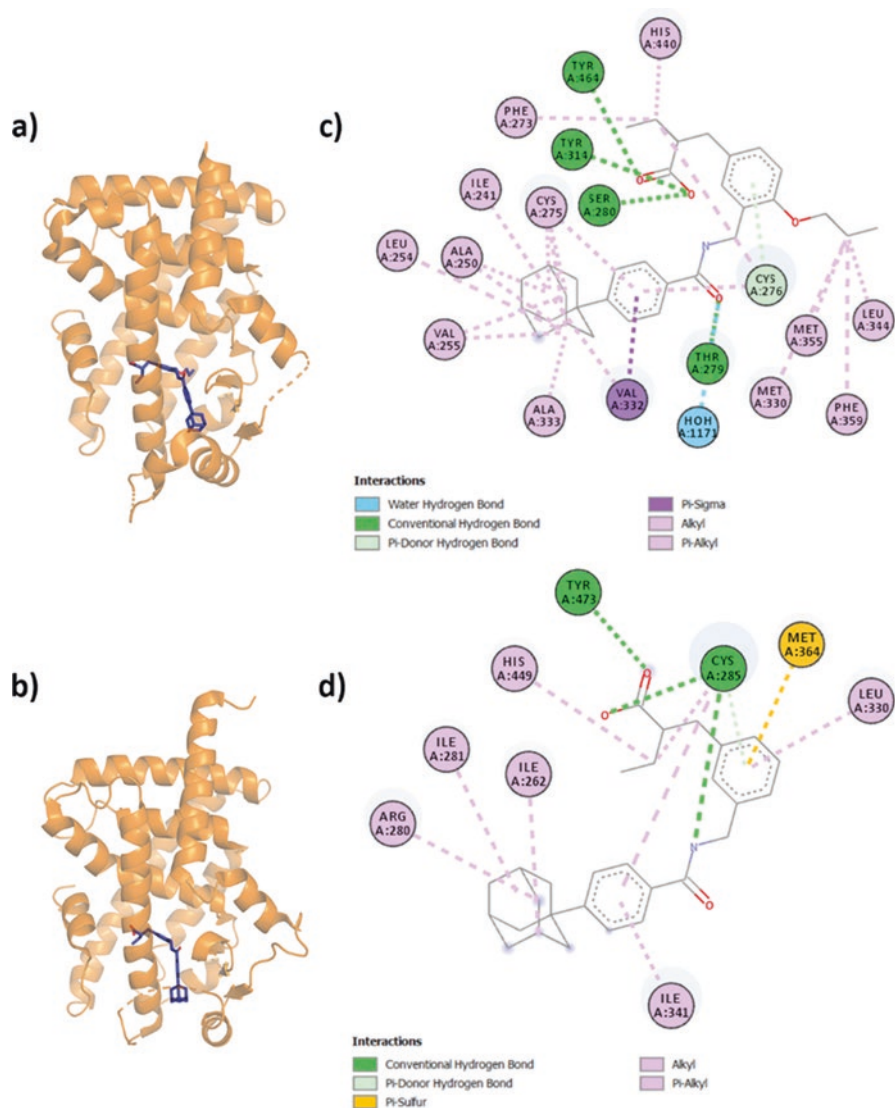 a)
c)
HIS
A:440
TYR
A:464
PHE
A:273
TYR
A:314
ILE
A:241
CYS
A:275
SER
A:280
O
O
O
LEU
A:254
ALA
A:250
NH
CYS
A:276
O
VAL
A:255
LEU
A:344
MET
A:355
THR
A:279
ALA
A:333
VAL
A:332
MET
A:330
PHE
A:359
HOH
A:1171
Interactions
Water Hydrogen Bond
Conventional Hydrogen Bond
Pi-Donor Hydrogen Bond
Pi-Sigma
Alkyl
Pi-Alkyl
b)
d)
TYR
A:473
MET
A:364
CYS
A:285
HIS
A:449
O
O
LEU
A:330
ILE
A:281
ILE
A:262
ARG
A:280
NH
O
ILE
A:341
Interactions
Conventional Hydrogen Bond
Pi-Donor Hydrogen Bond
Pi-Sulfur
Alkyl
Pi-Alkyl